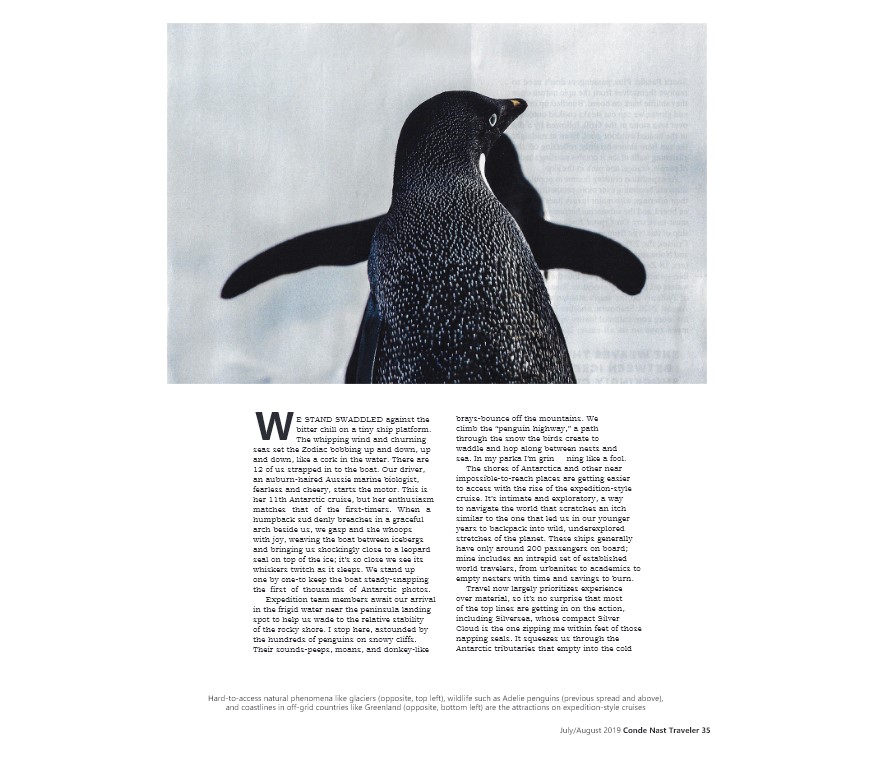 WE STAND SWADDLED against the
bitter chill on a tiny ship platform.
The whipping wind and churning
seas set the Zodiac bobbing up and down, up
and down, like a cork in the water. There are
12 of us strapped in to the boat. Our driver,
an auburn-haired Aussie marine biologist,
fearless and cheery, starts the motor. This is
her 11th Antarctic cruise, but her enthusiasm
matches that of the first-timers. When a
humpback sud denly breaches in a graceful
arch beside us, we gasp and she whoops
with joy, weaving the boat between icebergs
and bringing us shockingly close to a leopard
seal on top of the ice; it's so close we see its
whiskers twitch as it sleeps. We stand up
one by one-to keep the boat steady-snapping
the first of thousands of Antarctic photos.
Expedition team members await our arrival
in the frigid water near the peninsula landing
spot to help us wade to the relative stability
of the rocky shore. I stop here, astounded by
the hundreds of penguins on snowy cliffs.
Their sounds-peeps, moans, and donkey-like
brays-bounce off the mountains. We
climb the "penguin highway," a path
through the snow the birds create to
waddle and hop along between nests and
sea. In my parka I'm grin ning like a fool.
The shores of Antarctica and other near
impossible-to-reach places are getting easier
to access with the rise of the expedition-style
cruise. It's intimate and exploratory, a way
to navigate the world that scratches an itch
similar to the one that led us in our younger
years to backpack into wild, underexplored
stretches of the planet. These ships generally
have only around 200 passengers on board;
mine includes an intrepid set of established
world travelers, from urbanites to academics to
empty nesters with time and savings to burn.
Travel now largely prioritizes experience
over material, so it's no surprise that most
of the top lines are getting in on the action,
including Silversea, whose compact Silver
Cloud is the one zipping me within feet of those
napping seals. It squeezes us through the
Antarctic tributaries that empty into the cold
Hard-to-access natural phenomena like glaciers (opposite, top left), wildlife such as Adelie penguins (previous spread and above),
and coastlines in off-grid countries like Greenland (opposite, bottom left) are the attractions on expedition-style cruises
July/August 2019 Conde Nast Traveler 35